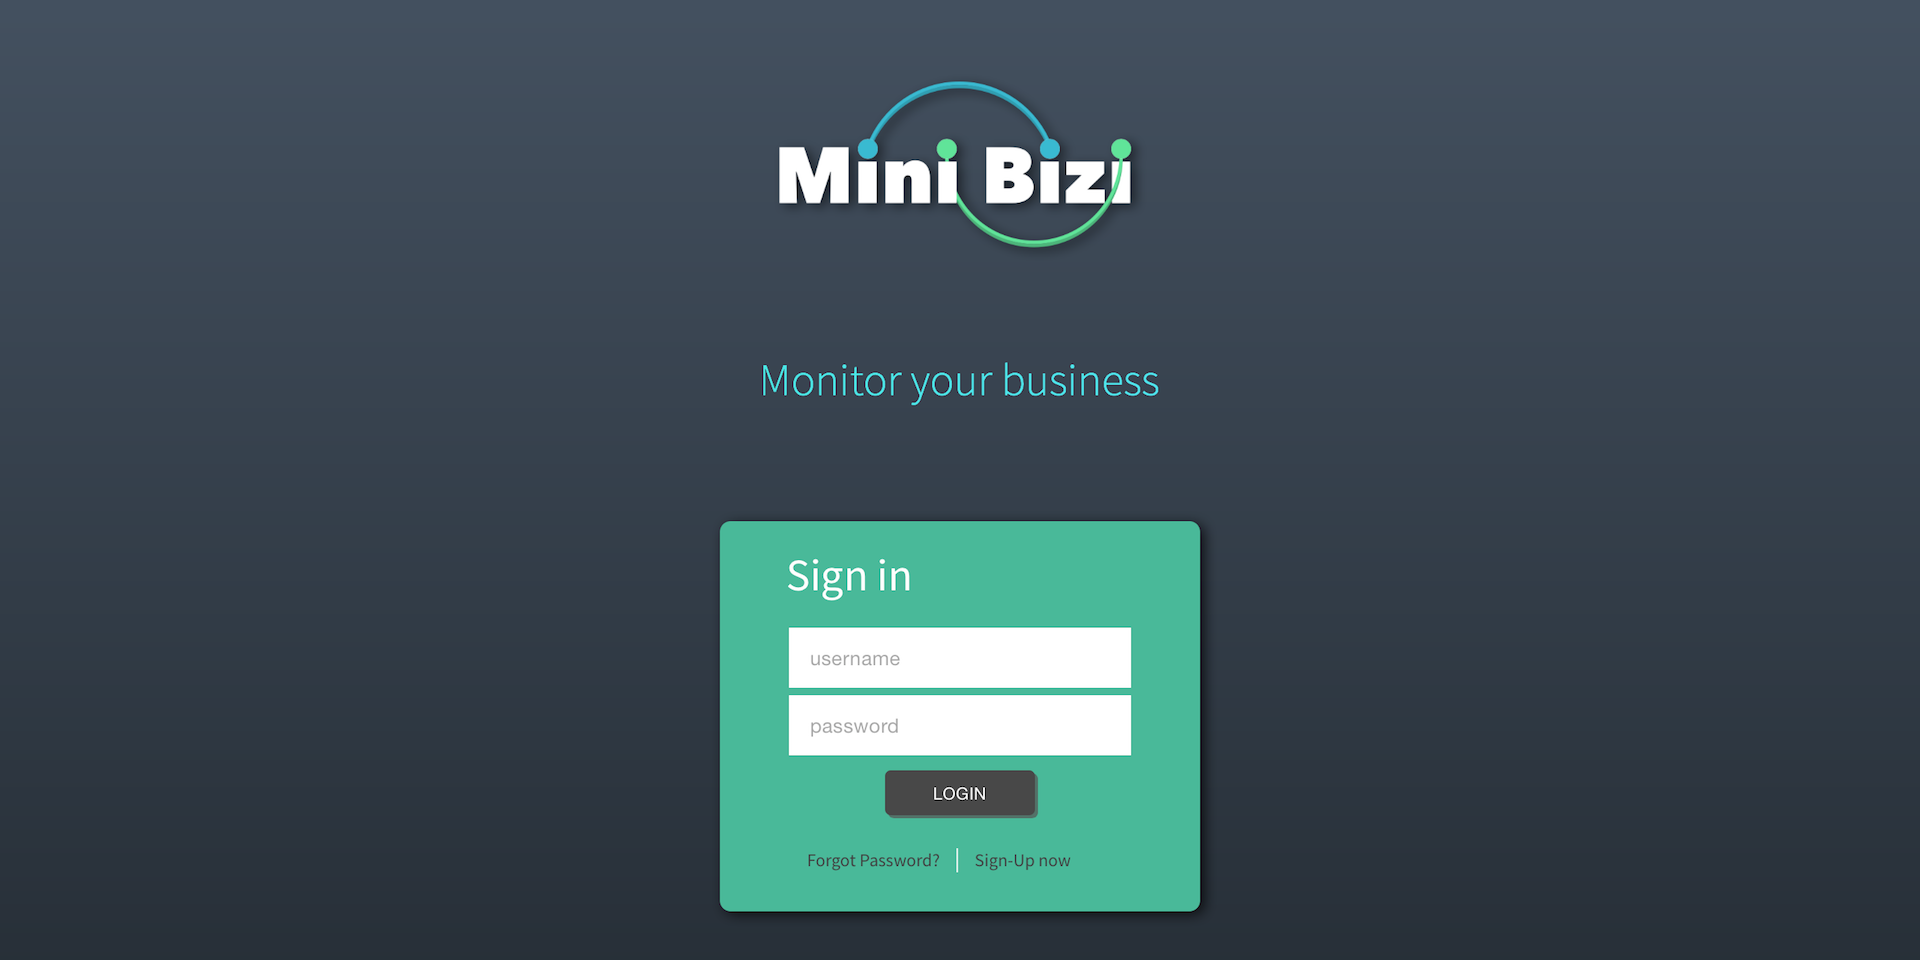 Mini Bizi
Monitor your business
Sign in
username
password
LOGIN
Forgot Password? Sign-Up now